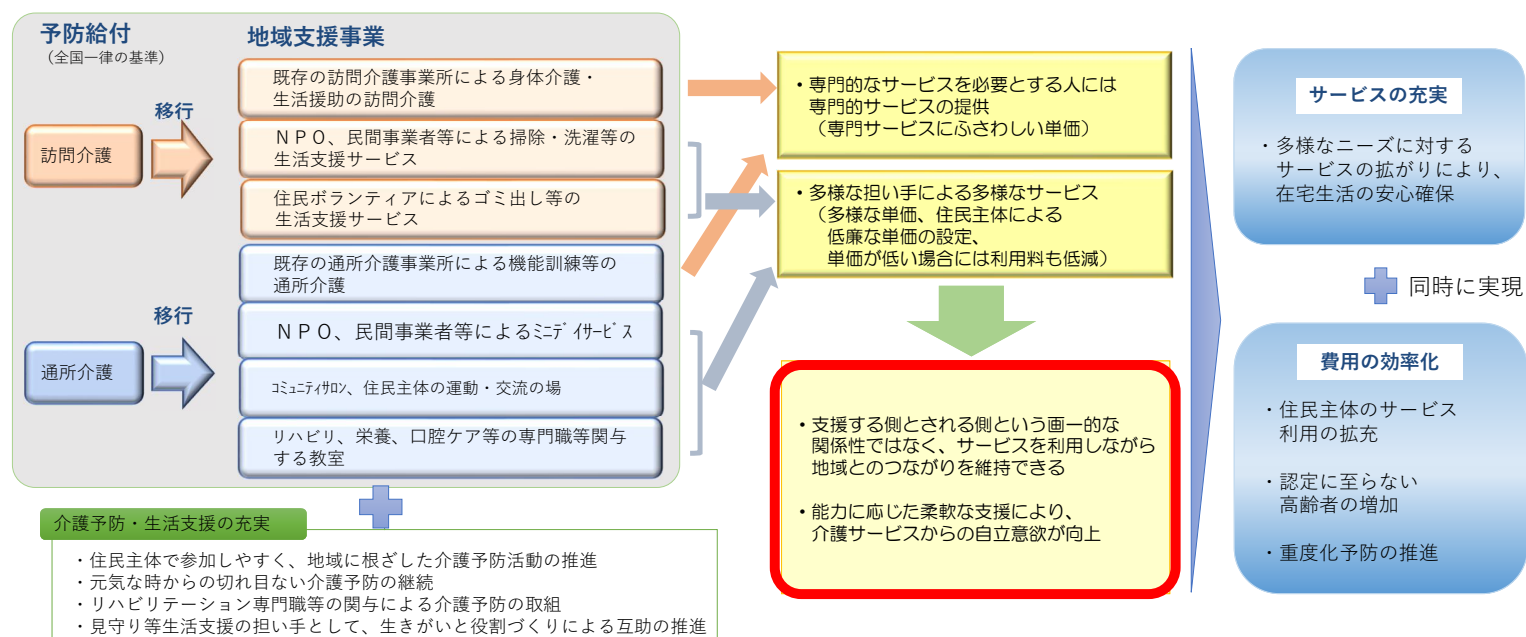 予防給付
（全国一律の基準）
地域支援事業
移行
訪問介護
既存の訪問介護事業所による身体介護・
生活援助の訪問介護
ＮＰＯ、民間事業者等による掃除・洗濯等の
生活支援サービス
住民ボランティアによるゴミ出し等の
生活支援サービス
移行
通所介護
既存の通所介護事業所による機能訓練等の
通所介護
ＮＰＯ、民間事業者等によるﾐﾆﾃﾞｲｻｰﾋﾞｽ
ｺﾐｭﾆﾃｨｻﾛﾝ、住民主体の運動・交流の場
リハビリ、栄養、口腔ケア等の専門職等関与
する教室
・専門的なサービスを必要とする人には
専門的サービスの提供
（専門サービスにふさわしい単価）
・多様な担い手による多様なサービス
（多様な単価、住民主体による
低廉な単価の設定、
単価が低い場合には利用料も低減）
・支援する側とされる側という画一的な
関係性ではなく、サービスを利用しながら
地域とのつながりを維持できる
・能力に応じた柔軟な支援により、
介護サービスからの自立意欲が向上
サービスの充実
・多様なニーズに対する
サービスの拡がりにより、
在宅生活の安心確保
同時に実現
費用の効率化
・住民主体のサービス
利用の拡充
・認定に至らない
高齢者の増加
・重度化予防の推進
介護予防・生活支援の充実
・住民主体で参加しやすく、地域に根ざした介護予防活動の推進
・元気な時からの切れ目ない介護予防の継続
・リハビリテーション専門職等の関与による介護予防の取組
・見守り等生活支援の担い手として、生きがいと役割づくりによる互助の推進